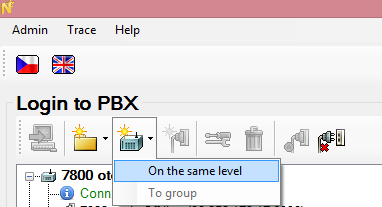 Admin Trace Help
Login to PBX
On the same level
To group
7800
Conn